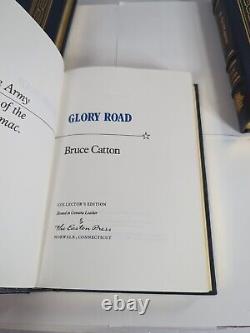 e Army
of the
mac.
GLORY ROAD
Bruce Catton
COLLECTOR'S EDITION
Bound in Genuine Leather
The Easton Press
NORWALK, CONNECTICUT